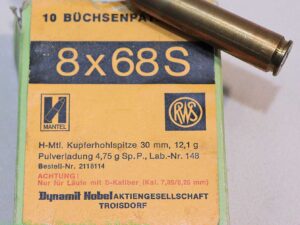 10 BÜCHSENPA
8x68S
H
MANTEL
RWS
H-Mtl. Kupferhohlspitze 30 mm, 12,1 g
Pulverladung 4,75 g Sp.P., Lab.-Nr. 148
Bestell-Nr. 2118114
ACHTUNG!
Nur für Läufe mit S-Kaliber (Kal. 7,89/8,20 mm)
Dynamit Nobel AKTIENGESELLSCHAFT
TROISDORF